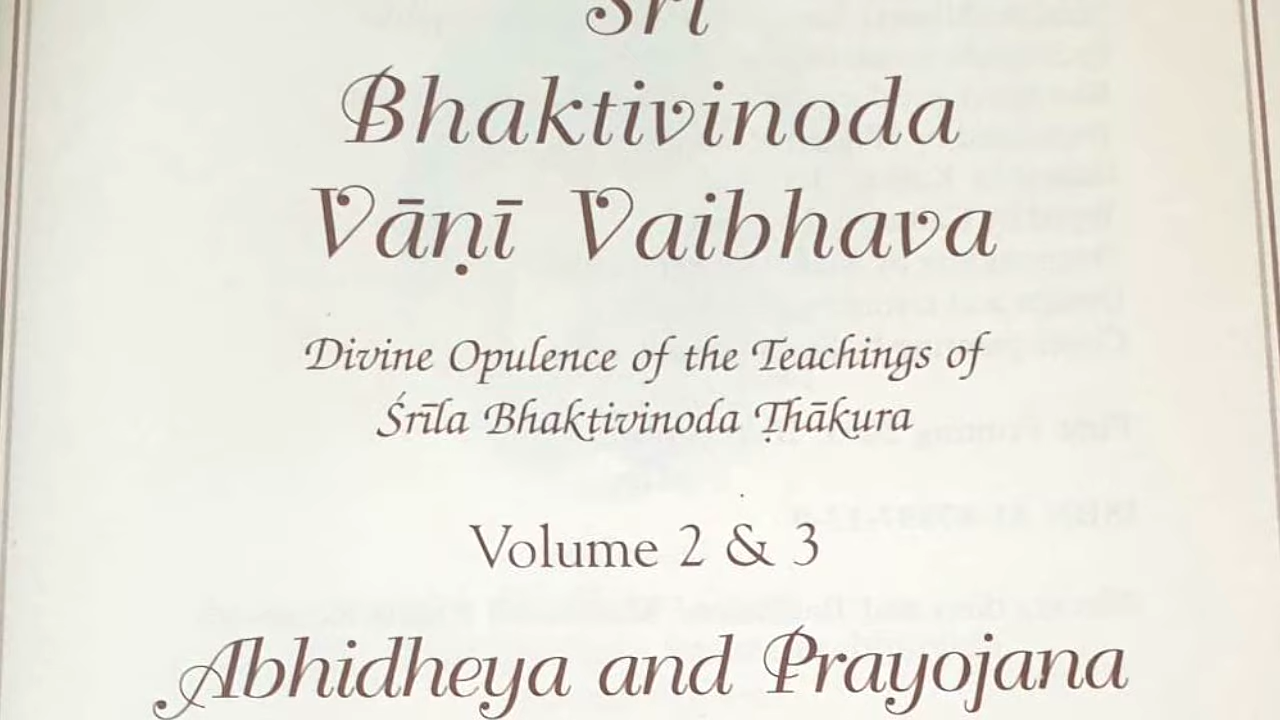 Śrī
Bhaktivinoda
Vāṇī Vaibhava
Divine Opulence of the Teachings of
Śrīla Bhaktivinoda Ṭhākura
Volume 2 & 3
Abhidheya and Prayojana